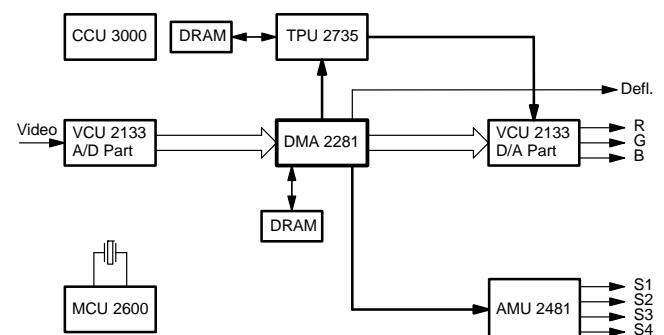 CCU 3000
DRAM
TPU 2735
Defl.
Video
VCU 2133
A/D Part
DMA 2281
VCU 2133
D/A Part
R
G
B
DRAM
MCU 2600
AMU 2481
S1
S2
S3
S4